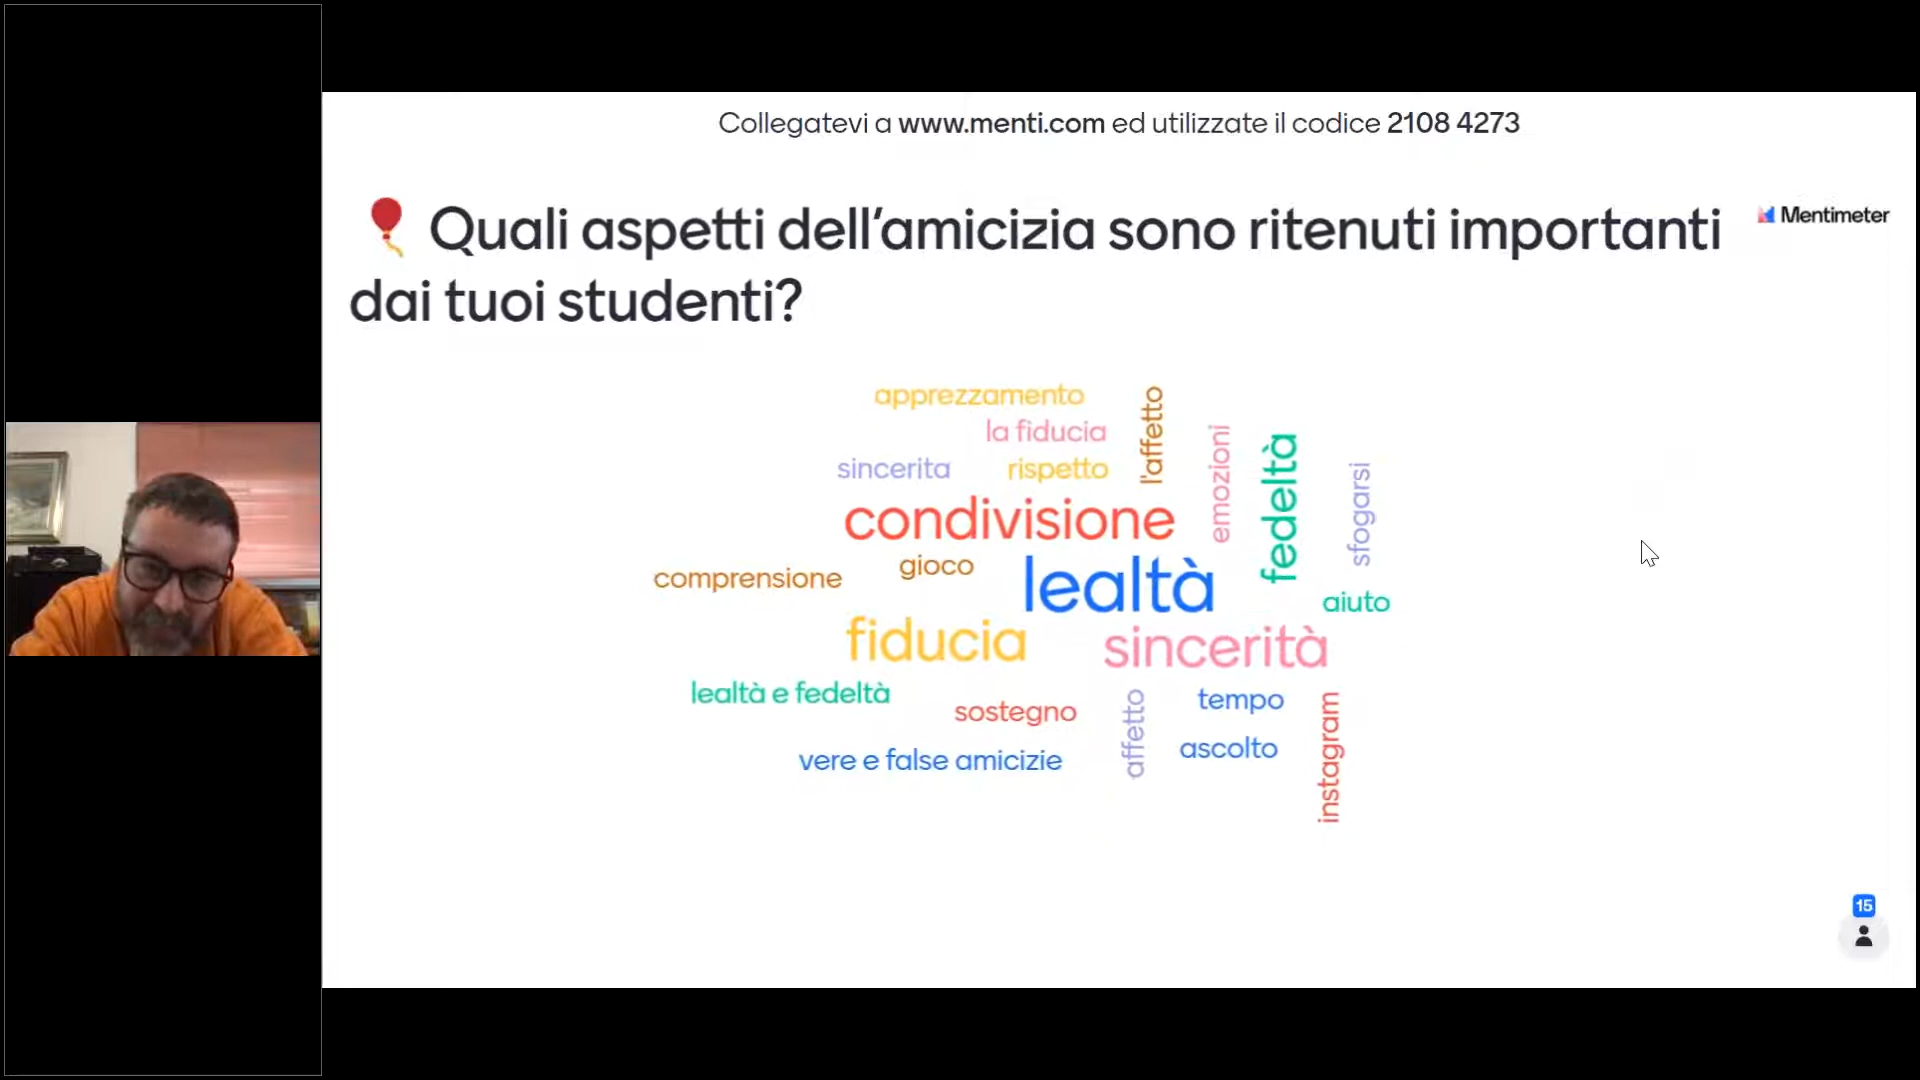 Collegatevi a www.menti.com ed utilizzate il codice 2108 4273
Quali aspetti dell'amicizia sono ritenuti importanti
dai tuoi studenti?
Mentimeter
apprezzamento
la fiducia
l'affetto
sincerita
rispetto
emozioni
fedeltà
sfogarsi
condivisione
comprensione
gioco
lealtà
aiuto
fiducia
sincerità
lealtà e fedeltà
sostegno
affetto
tempo
instagram
vere e false amicizie
ascolto
15